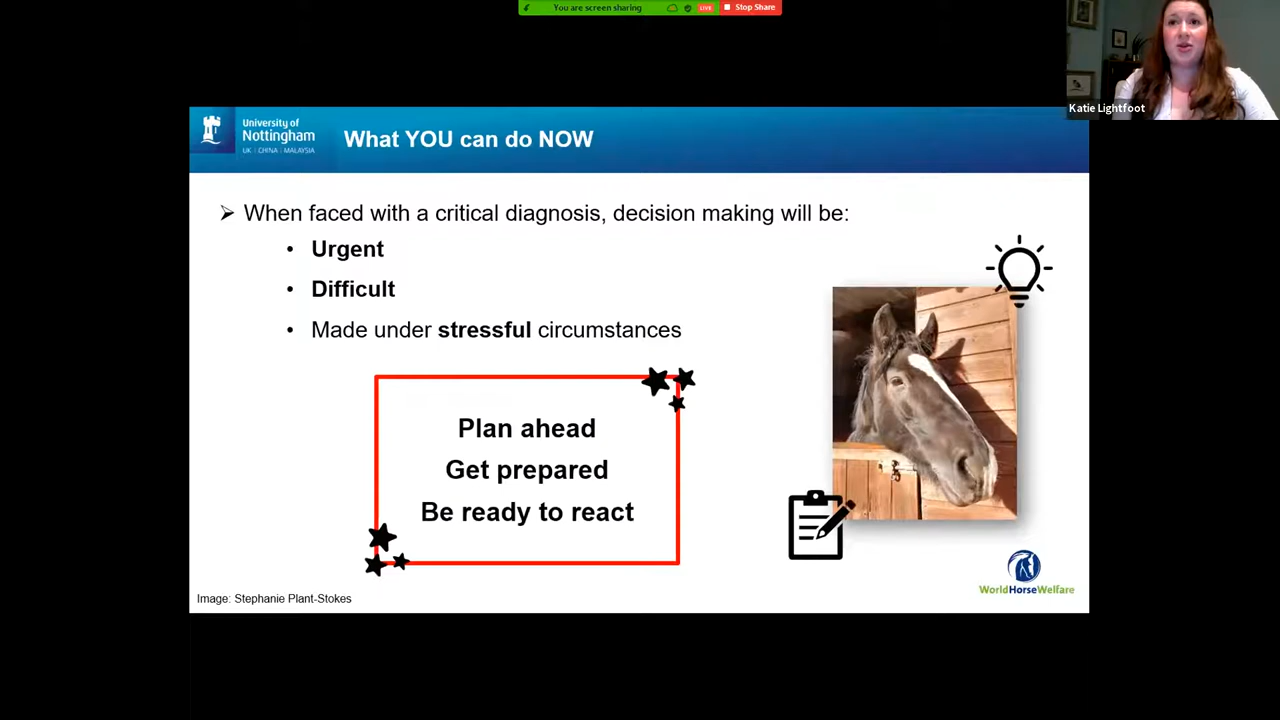 You are screen sharing
LIVE
Stop Share
Katie Lightfoot
University of
Nottingham
UK | CHINA | MALAYSIA
What YOU can do NOW
When faced with a critical diagnosis, decision making will be:
• Urgent
• Difficult
• Made under stressful circumstances
Plan ahead
Get prepared
Be ready to react
WorldHorseWelfare
Image: Stephanie Plant-Stokes